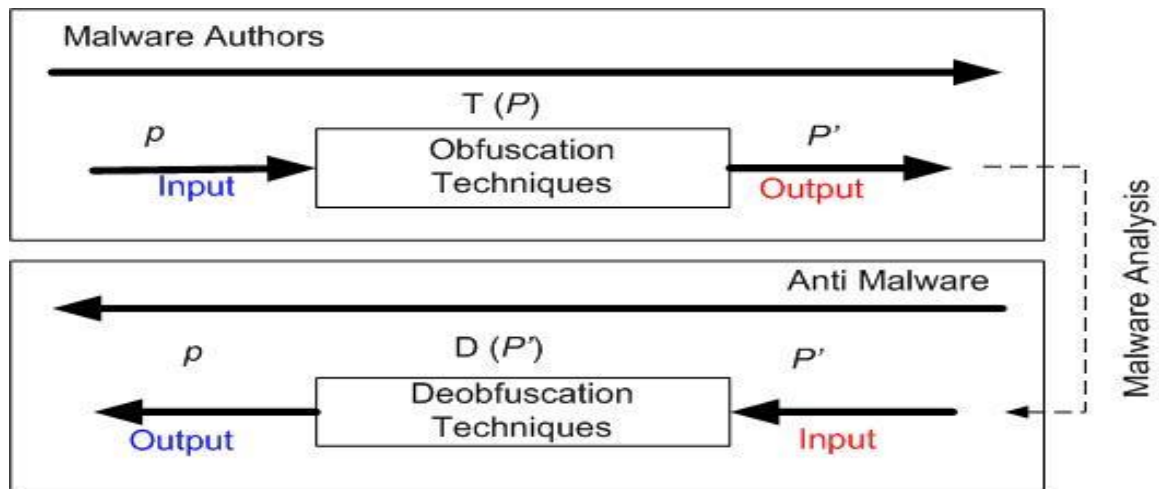 Malware Authors
T (P)
p
P'
Obfuscation
Techniques
Input
Output
Malware Analysis
Anti Malware
D (P')
p
P'
Deobfuscation
Techniques
Output
Input